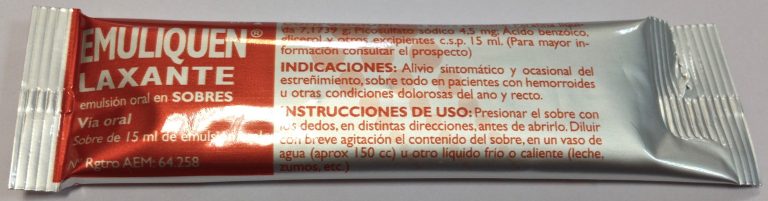 EMULIQUEN®
LAXANTE
emulsión oral en SOBRES
Vía oral
Sobre de 15 ml de emulsión
Nº Rgtro AEM: 64.258
da 7,1739 g; Picosulfato sódico 4,5 mg; Ácido benzoico,
glicerol y otros excipientes c.s.p. 15 ml. (Para mayor in-
formación consultar el prospecto)
INDICACIONES: Alivio sintomático y ocasional del
estreñimiento, sobre todo en pacientes con hemorroides
u otras condiciones dolorosas del ano y recto.
INSTRUCCIONES DE USO: Presionar el sobre con
los dedos, en distintas direcciones, antes de abrirlo. Diluir
con breve agitación el contenido del sobre, en un vaso de
agua (aprox 150 cc) u otro líquido frío o caliente (leche,
zumos, etc.)